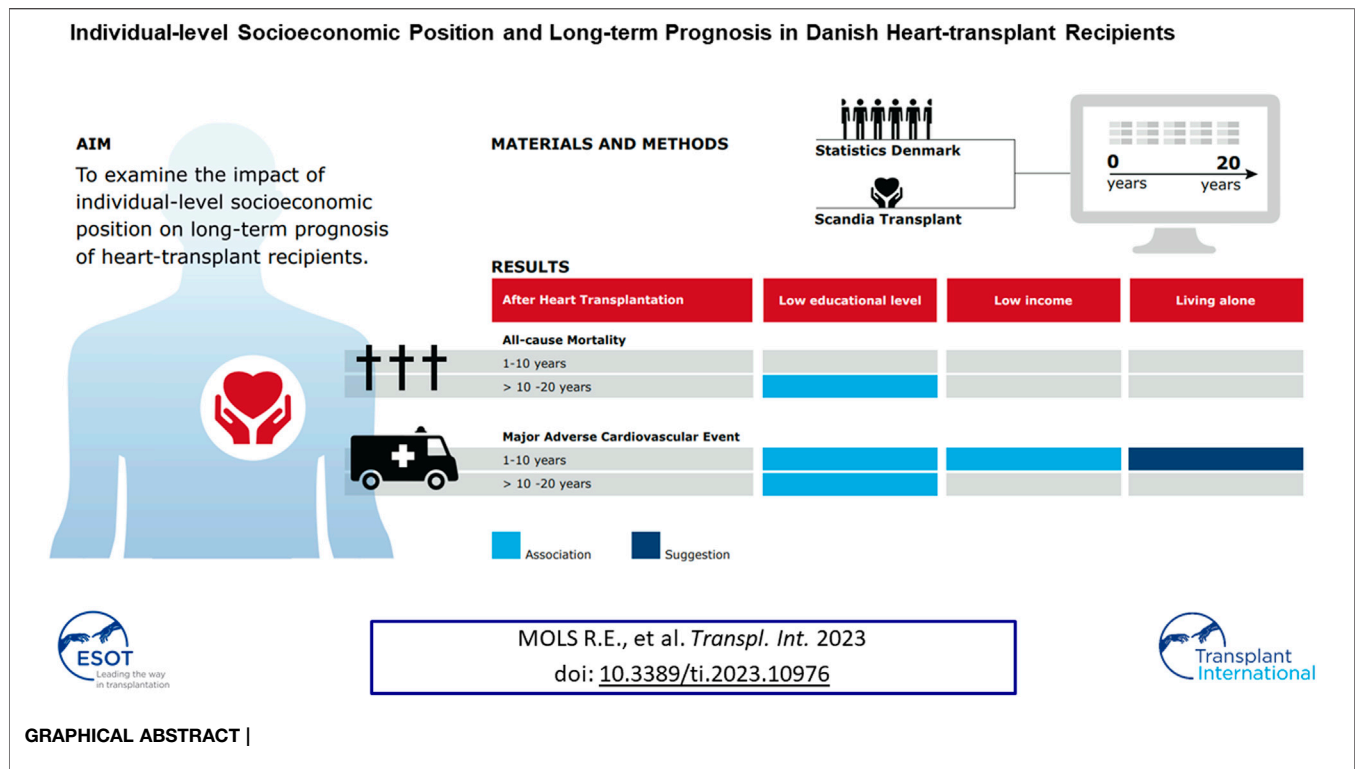 Individual-level Socioeconomic Position and Long-term Prognosis in Danish Heart-transplant Recipients
AIM
To examine the impact of
individual-level socioeconomic
position on long-term prognosis
of heart-transplant recipients.
MATERIALS AND METHODS
Statistics Denmark
Scandia Transplant
0 20
years years
RESULTS
After Heart Transplantation Low educational level Low income Living alone
All-cause Mortality
1-10 years
> 10 -20 years
Major Adverse Cardiovascular Event
1-10 years
> 10 -20 years
Association Suggestion
ESOT
Leading the way
in transplantation
MOLS R.E., et al. Transpl. Int. 2023
doi: 10.3389/ti.2023.10976
Transplant
International
GRAPHICAL ABSTRACT |